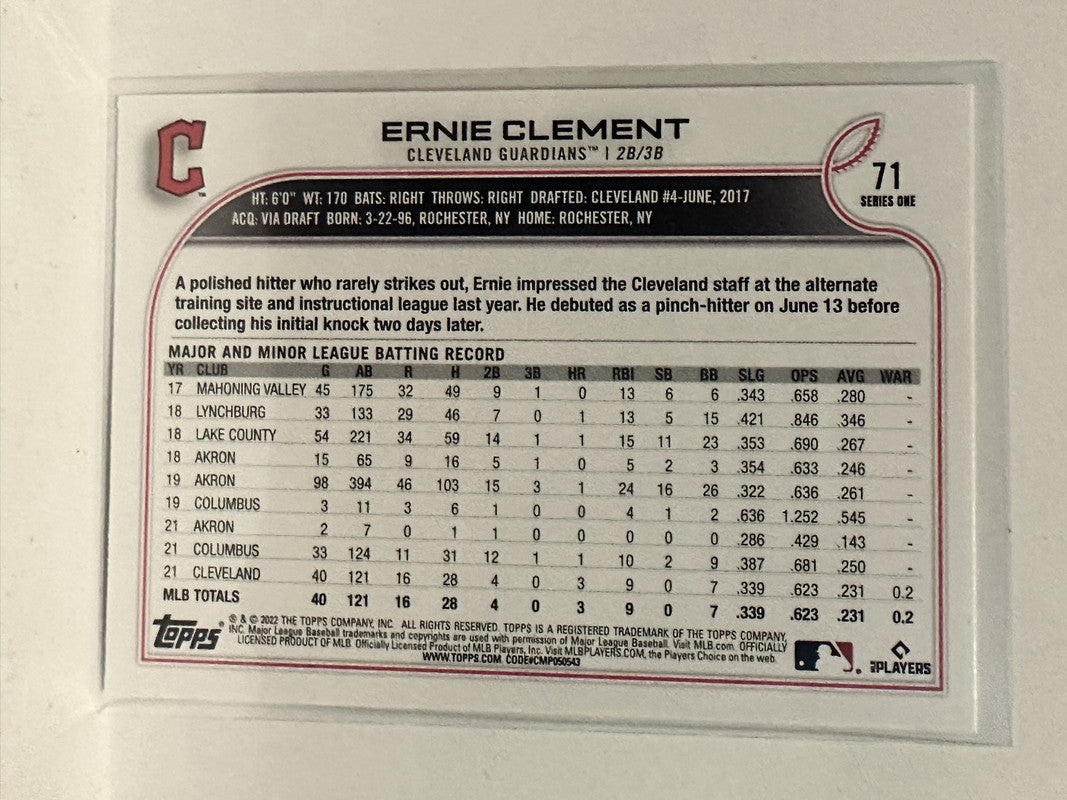 C
™
ERNIE CLEMENT
CLEVELAND GUARDIANS™ | 2B/3B
71
SERIES ONE
HT: 6'0" WT: 170 BATS: RIGHT THROWS: RIGHT DRAFTED: CLEVELAND #4-JUNE, 2017
ACQ: VIA DRAFT BORN: 3-22-96, ROCHESTER, NY HOME: ROCHESTER, NY
A polished hitter who rarely strikes out, Ernie impressed the Cleveland staff at the alternate
training site and instructional league last year. He debuted as a pinch-hitter on June 13 before
collecting his initial knock two days later.
MAJOR AND MINOR LEAGUE BATTING RECORD
YR CLUB G AB R H 2B 3B HR RBI SB BB SLG OPS AVG WAR
17 MAHONING VALLEY 45 175 32 49 9 1 0 13 6 6 .343 .658 .280 -
18 LYNCHBURG 33 133 29 46 7 0 1 13 5 15 .421 .846 .346 -
18 LAKE COUNTY 54 221 34 59 14 1 1 15 11 23 .353 .690 .267 -
18 AKRON 15 65 9 16 5 1 0 5 2 3 .354 .633 .246 -
19 AKRON 98 394 46 103 15 3 1 24 16 26 .322 .636 .261 -
19 COLUMBUS 3 11 3 6 1 0 0 4 1 2 .636 1.252 .545 -
21 AKRON 2 7 0 1 1 0 0 0 0 0 .286 .429 .143 -
21 COLUMBUS 33 124 11 31 12 1 1 10 2 9 .387 .681 .250 -
21 CLEVELAND 40 121 16 28 4 0 3 9 0 7 .339 .623 .231 0.2
MLB TOTALS 40 121 16 28 4 0 3 9 0 7 .339 .623 .231 0.2
Topps
® & © 2022 THE TOPPS COMPANY, INC. ALL RIGHTS RESERVED. TOPPS IS A REGISTERED TRADEMARK OF THE TOPPS COMPANY,
INC. Major League Baseball trademarks and copyrights are used with permission of Major League Baseball. Visit MLB.com. OFFICIALLY
LICENSED PRODUCT OF MLB. Officially Licensed Product of MLB Players, Inc. Visit MLBPLAYERS.COM, the Players Choice on the web.
WWW.TOPPS.COM CODE#CMP050543
MLB PLAYERS